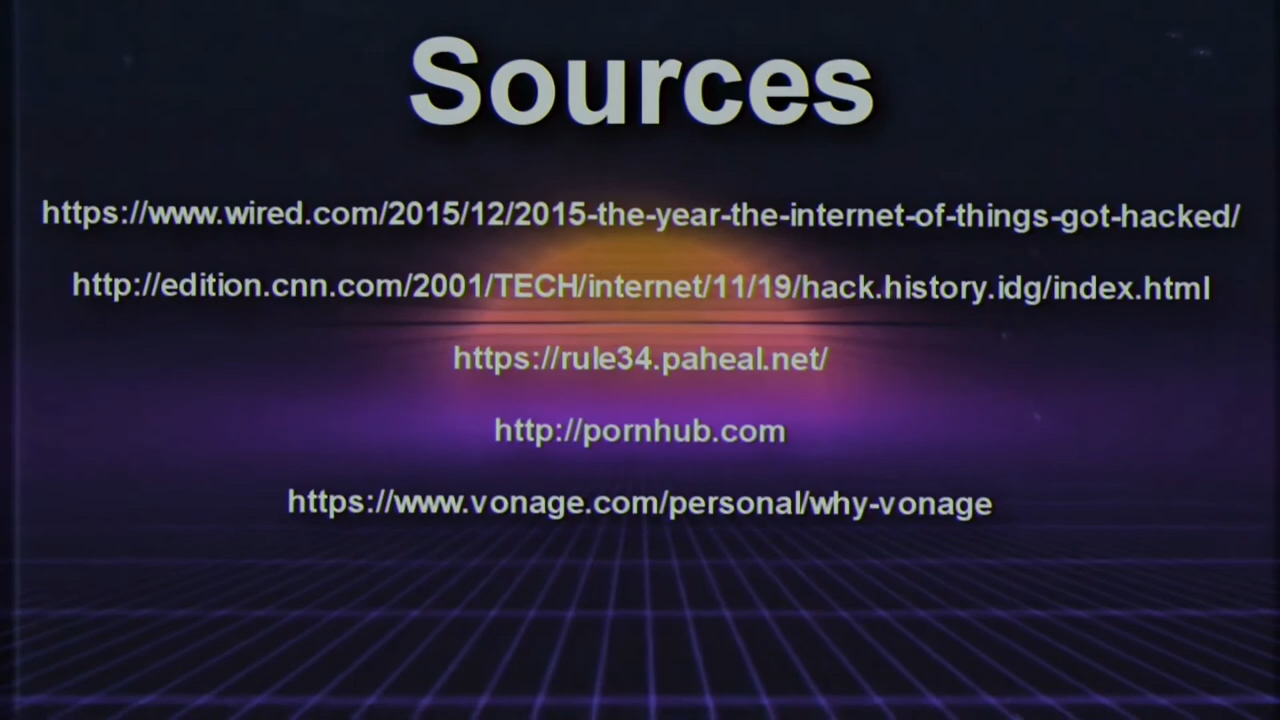 Sources
https://www.wired.com/2015/12/2015-the-year-the-internet-of-things-got-hacked/
http://edition.cnn.com/2001/TECH/internet/11/19/hack.history.idg/index.html
https://rule34.paheal.net/
http://pornhub.com
https://www.vonage.com/personal/why-vonage